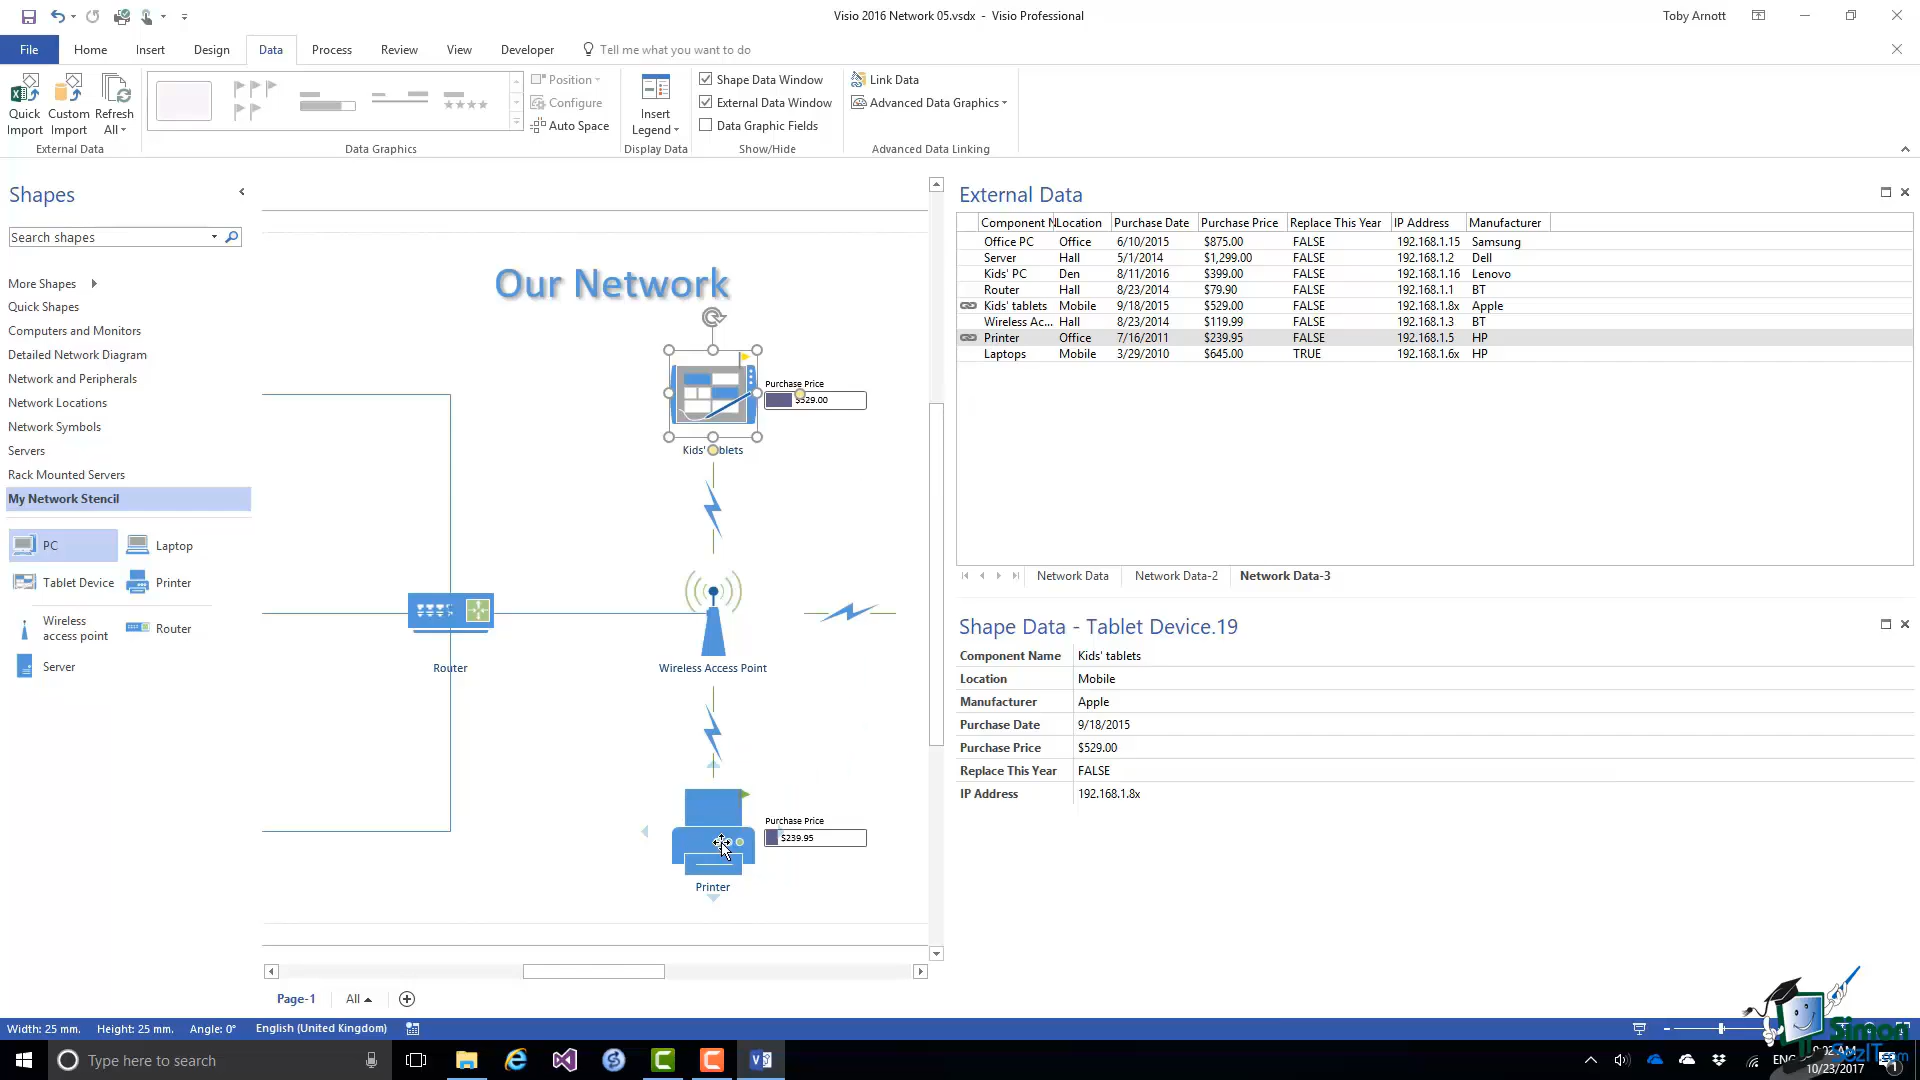 Visio 2016 Network 05.vsdx - Visio Professional
Toby Arnott
File Home Insert Design Data Process Review View Developer Tell me what you want to do
Quick Import
Custom Import
Refresh All
External Data
Position
Configure
Auto Space
Data Graphics
Insert Legend
Display Data
Shape Data Window
External Data Window
Data Graphic Fields
Show/Hide
Link Data
Advanced Data Graphics
Advanced Data Linking
Shapes
Search shapes
More Shapes
Quick Shapes
Computers and Monitors
Detailed Network Diagram
Network and Peripherals
Network Locations
Network Symbols
Servers
Rack Mounted Servers
My Network Stencil
PC Laptop
Tablet Device Printer
Wireless access point Router
Server
Our Network
Purchase Price
$529.00
Kids'
Router
Wireless Access Point
Purchase Price
$239.95
Printer
Page-1 All
External Data
Component N Location Purchase Date Purchase Price Replace This Year IP Address Manufacturer
Office PC Office 6/10/2015 $875.00 FALSE 192.168.1.15 Samsung
Server Hall 5/1/2014 $1,299.00 FALSE 192.168.1.2 Dell
Kids' PC Den 8/11/2016 $399.00 FALSE 192.168.1.16 Lenovo
Router Hall 8/23/2014 $79.90 FALSE 192.168.1.1 BT
Kids' tablets Mobile 9/18/2015 $529.00 FALSE 192.168.1.8x Apple
Wireless Ac... Hall 8/23/2014 $119.99 FALSE 192.168.1.3 BT
Printer Office 7/16/2011 $239.95 FALSE 192.168.1.5 HP
Laptops Mobile 3/29/2010 $645.00 TRUE 192.168.1.6x HP
Network Data Network Data-2 Network Data-3
Shape Data - Tablet Device.19
Component Name Kids' tablets
Location Mobile
Manufacturer Apple
Purchase Date 9/18/2015
Purchase Price $529.00
Replace This Year FALSE
IP Address 192.168.1.8x
Width: 25 mm. Height: 25 mm. Angle: 0° English (United Kingdom)
Type here to search
Simon
SezIT.com
10/23/2017